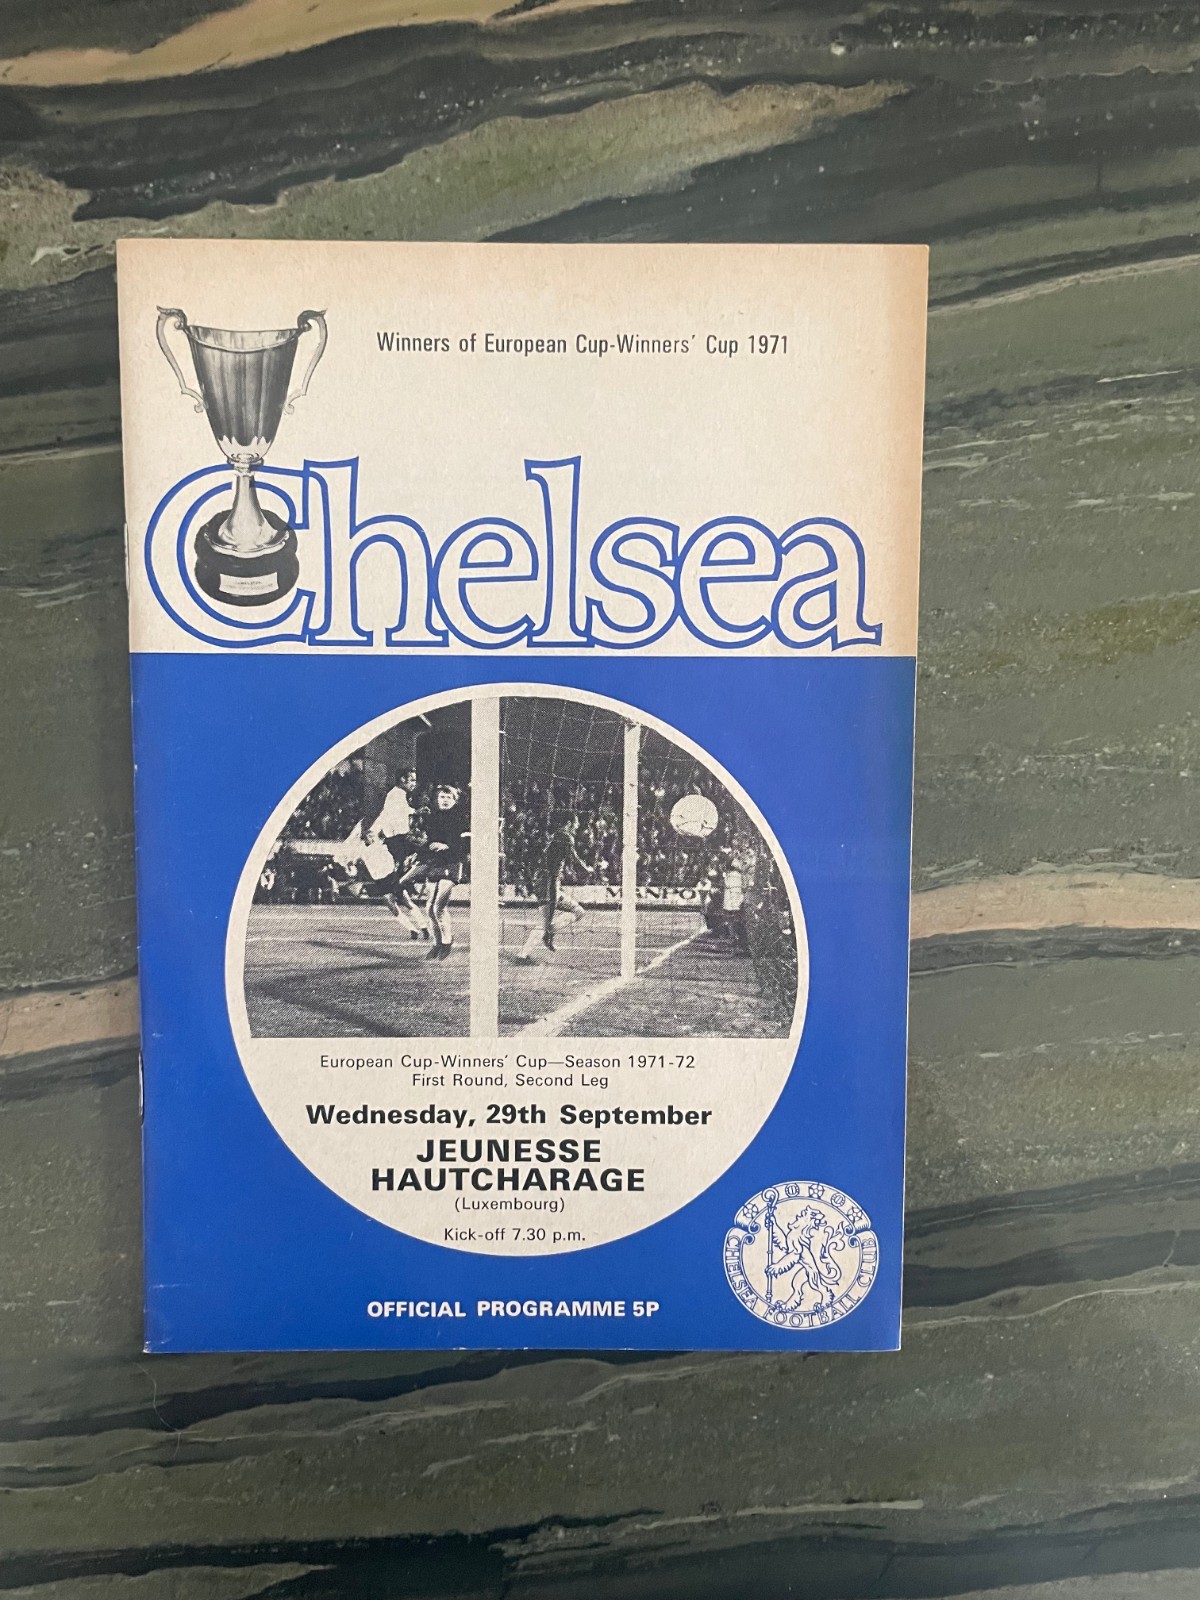 Winners of European Cup-Winners' Cup 1971
Chelsea
European Cup-Winners' Cup—Season 1971-72
First Round, Second Leg
Wednesday, 29th September
JEUNESSE
HAUTCHARAGE
(Luxembourg)
Kick-off 7.30 p.m.
OFFICIAL PROGRAMME 5P
CHELSEA FOOTBALL CLUB